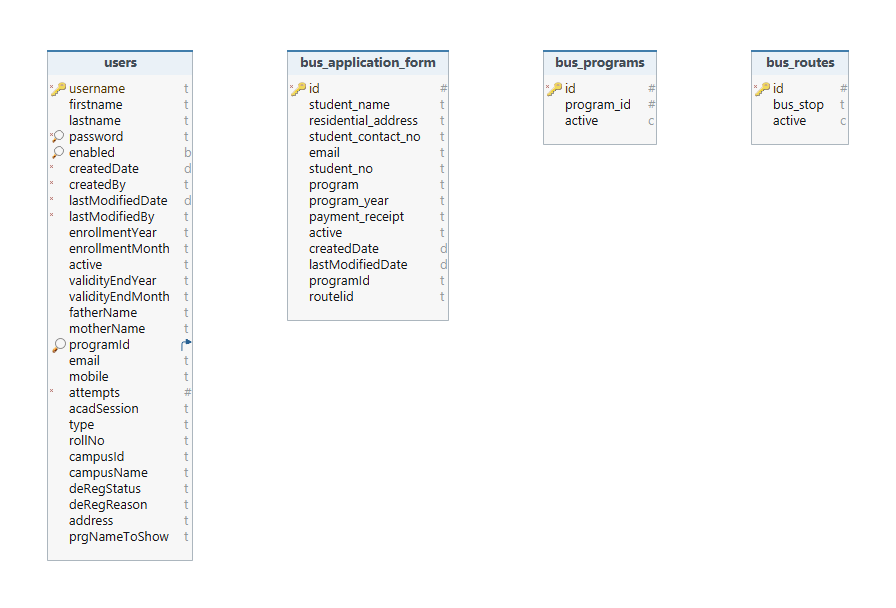 users
username t
firstname t
lastname t
password t
enabled b
createdDate d
createdBy t
lastModifiedDate d
lastModifiedBy t
enrollmentYear t
enrollmentMonth t
active t
validityEndYear t
validityEndMonth t
fatherName t
motherName t
programId
email t
mobile t
attempts #
acadSession t
type t
rollNo t
campusId t
campusName t
deRegStatus t
deRegReason t
address t
prgNameToShow t
bus_application_form
id #
student_name t
residential_address t
student_contact_no t
email t
student_no t
program t
program_year t
payment_receipt t
active t
createdDate d
lastModifiedDate d
programId t
routeIid t
bus_programs
id #
program_id #
active c
bus_routes
id #
bus_stop t
active c